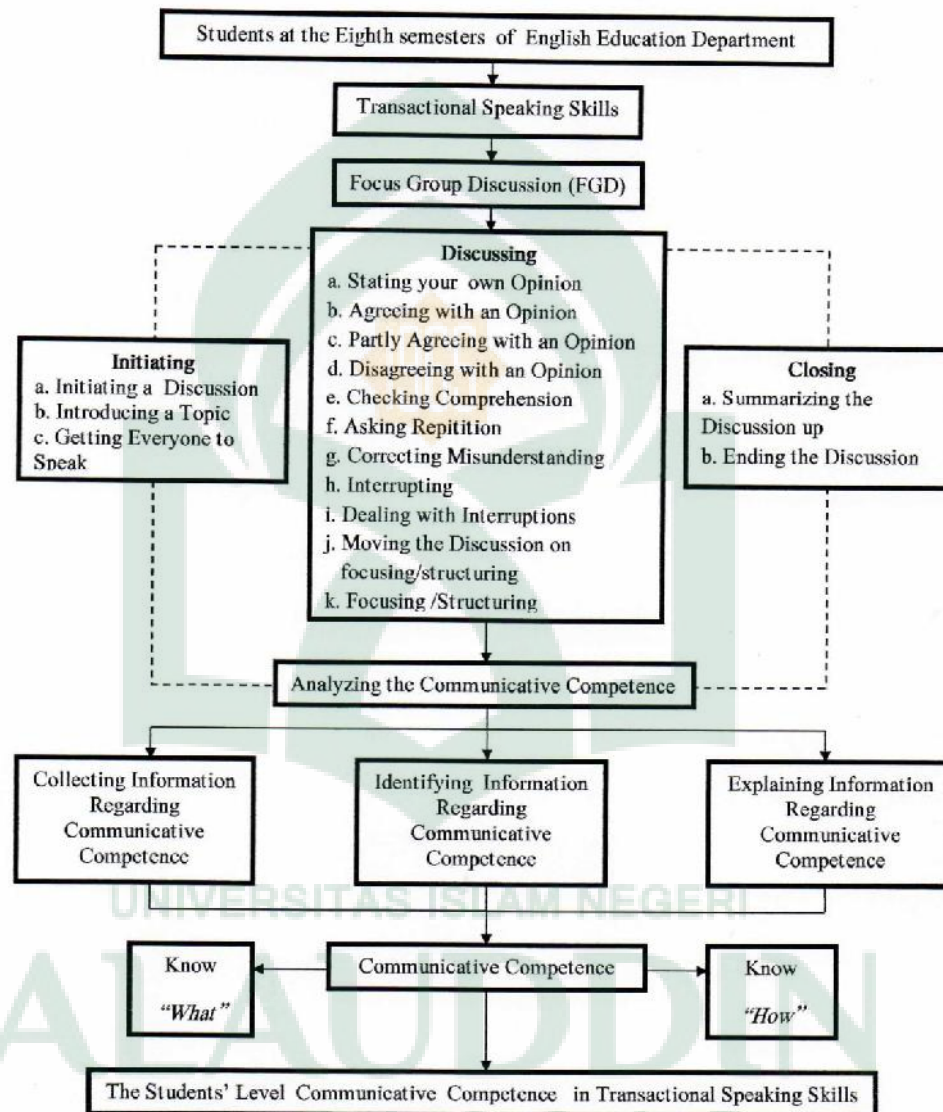 Students at the Eighth semesters of English Education Department
Transactional Speaking Skills
Focus Group Discussion (FGD)
Initiating
a. Initiating a Discussion
b. Introducing a Topic
c. Getting Everyone to
Speak
Discussing
a. Stating your own Opinion
b. Agreeing with an Opinion
c. Partly Agreeing with an Opinion
d. Disagreeing with an Opinion
e. Checking Comprehension
f. Asking Repitition
g. Correcting Misunderstanding
h. Interrupting
i. Dealing with Interruptions
j. Moving the Discussion on
focusing/structuring
k. Focusing /Structuring
Closing
a. Summarizing the
Discussion up
b. Ending the Discussion
Analyzing the Communicative Competence
Collecting Information
Regarding
Communicative
Competence
Identifying Information
Regarding
Communicative
Competence
Explaining Information
Regarding
Communicative
Competence
UNIVERSITAS ISLAM NEGERI
Know
"What"
Communicative Competence
Know
"How"
ALAUDDIN
The Students' Level Communicative Competence in Transactional Speaking Skills